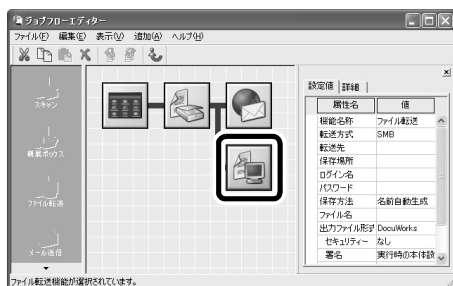 ジョブフローエディター
ファイル(F) 編集(E) 表示(V) 追加(A) ヘルプ(H)
スキャン
親展ボックス
ファイル転送
メール送信
設定値 詳細
属性名 値
機能名称 ファイル転送
転送方式 SMB
転送先
保存場所
ログイン名
パスワード
保存方法 名前自動生成
ファイル名
出力ファイル形式 DocuWorks
セキュリティー なし
署名 実行時の本体設
ファイル転送機能が選択されています。